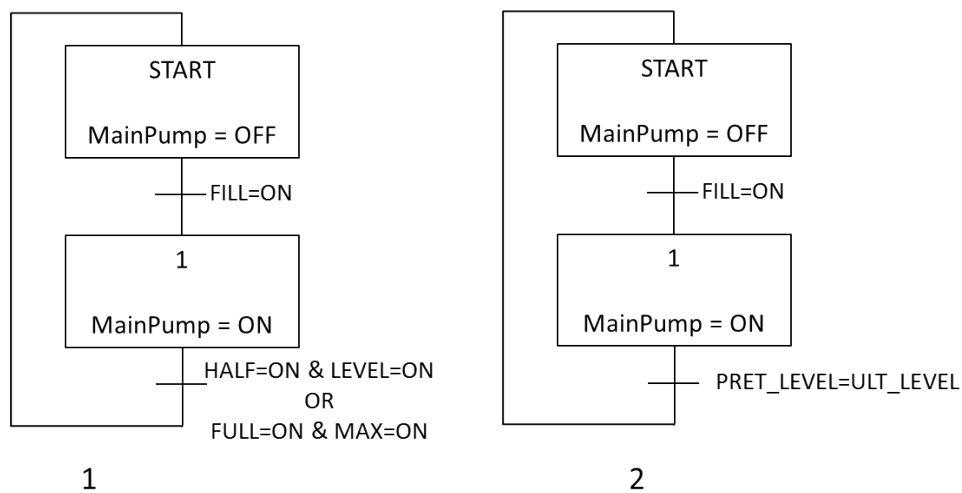 START
MainPump = OFF
FILL=ON
1
MainPump = ON
HALF=ON & LEVEL=ON
OR
FULL=ON & MAX=ON
1
START
MainPump = OFF
FILL=ON
1
MainPump = ON
PRET_LEVEL=ULT_LEVEL
2